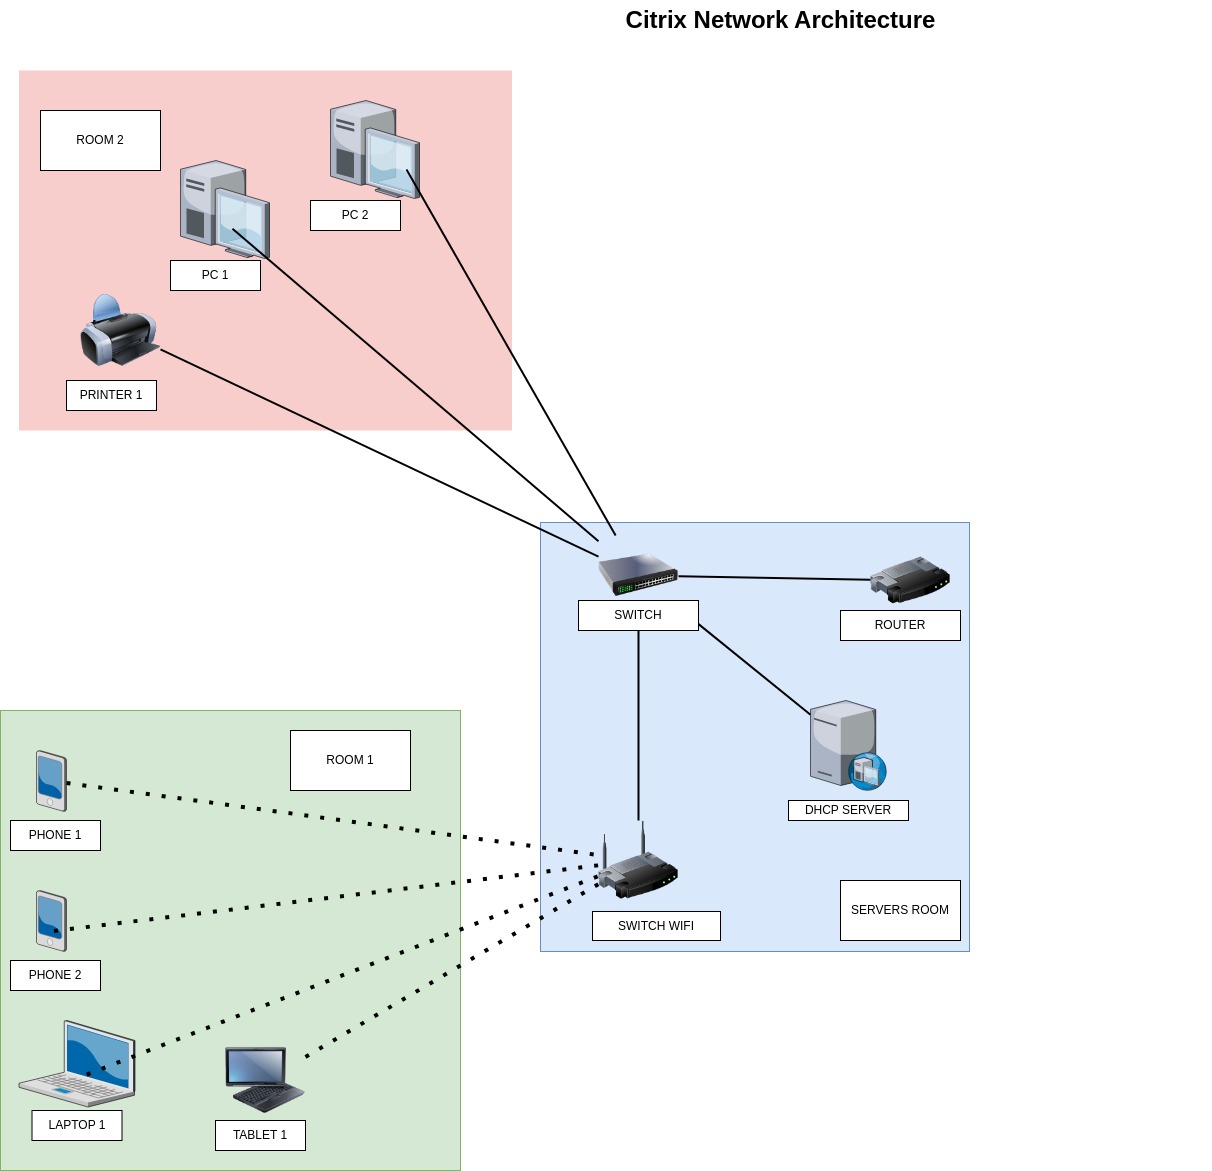 Citrix Network Architecture
ROOM 2
PC 2
PC 1
PRINTER 1
SWITCH
ROUTER
DHCP SERVER
SWITCH WIFI
SERVERS ROOM
ROOM 1
PHONE 1
PHONE 2
LAPTOP 1
TABLET 1